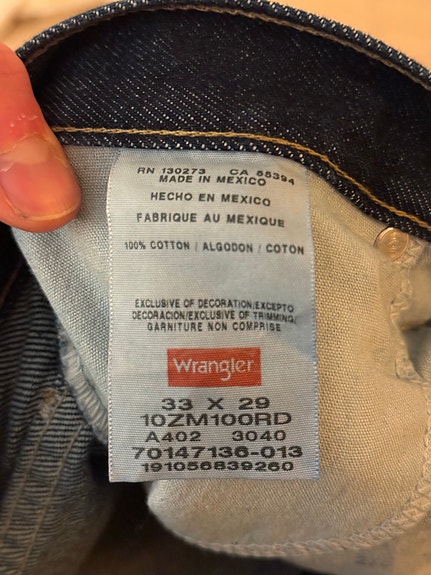 RN 130273 CA 55394
MADE IN MEXICO
HECHO EN MEXICO
FABRIQUE AU MEXIQUE
100% COTTON / ALGODON / COTON
EXCLUSIVE OF DECORATION/EXCEPTO
DECORACION/EXCLUSIVE OF TRIMMING/
GARNITURE NON COMPRISE
Wrangler
33 X 29
10ZM100RD
A402 3040
70147136-013
191056839260